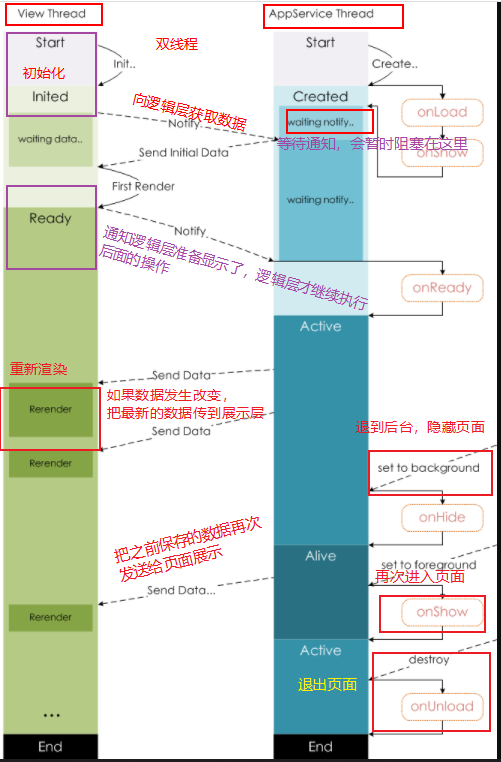 View Thread
AppService Thread
Start
双线程
Start
Init..
Create..
初始化
Inited
向逻辑层获取数据
Created
onLoad
Notify
waiting notify..
waiting data..
onShow
等待通知，会暂时阻塞在这里
Send Initial Data
First Render
waiting notify..
Ready
Notify
通知逻辑层准备显示了，逻辑层才继续执行
后面的操作
onReady
Active
重新渲染
Send Data
如果数据发生改变，
把最新的数据传到展示层
Rerender
Send Data
退到后台，隐藏页面
Rerender
set to background
onHide
把之前保存的数据再次
发送给页面展示
Alive
set to foreground
再次进入页面
Send Data...
onShow
Rerender
Active
destroy
退出页面
onUnload
...
End
End